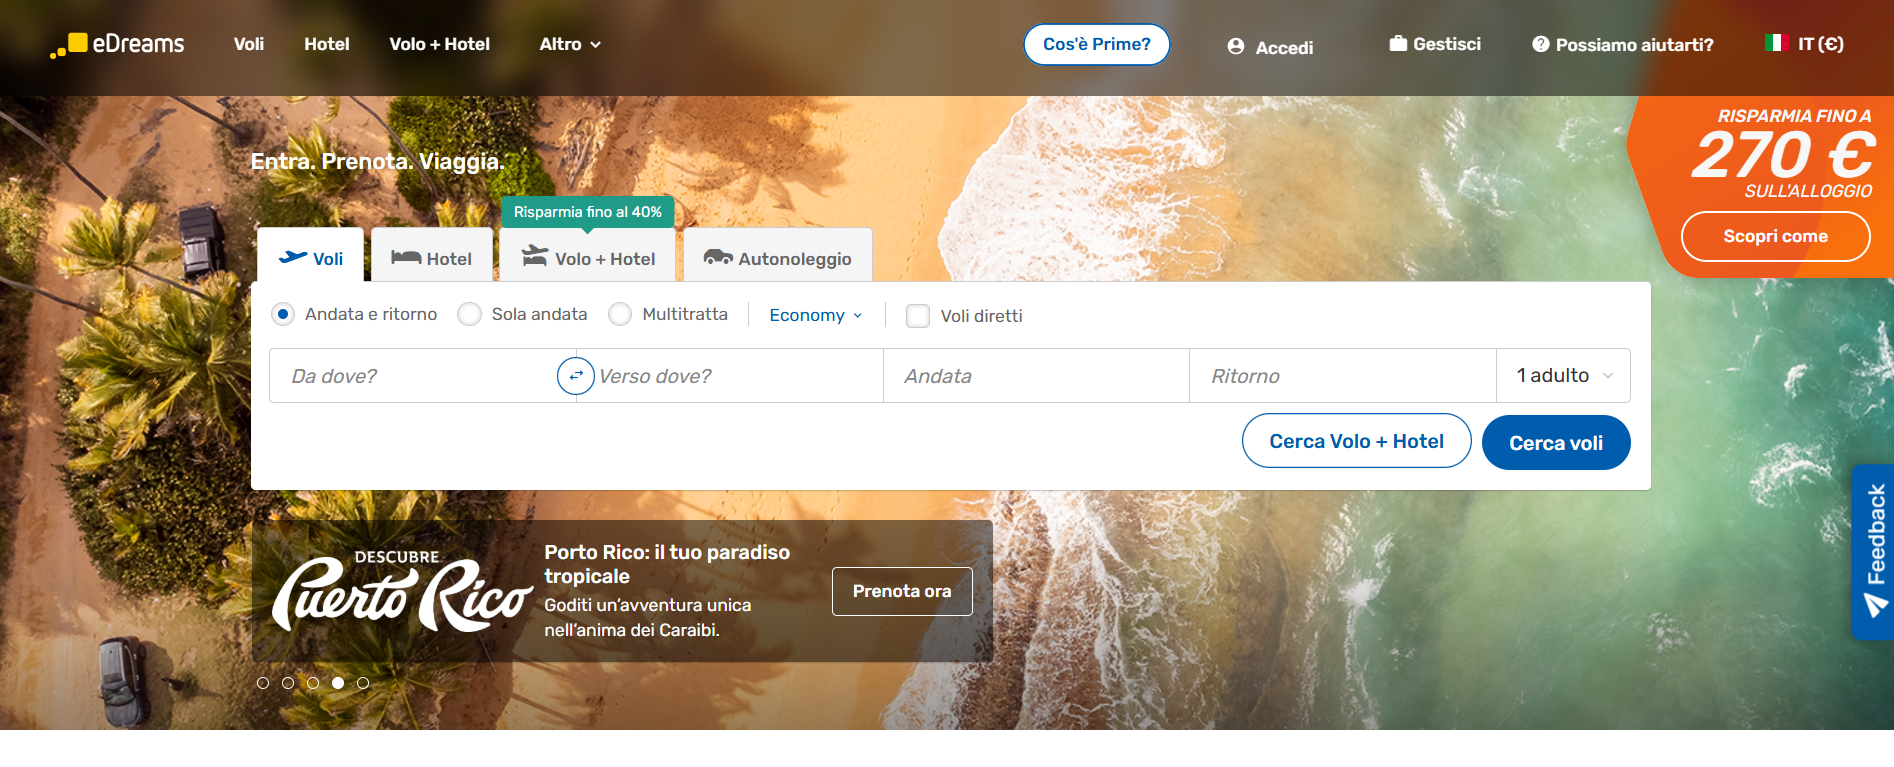 eDreams
Voli
Hotel
Volo + Hotel
Altro
Cos'è Prime?
Accedi
Gestisci
Possiamo aiutarti?
IT (€)
RISPARMIA FINO A
270 €
SULL'ALLOGGIO
Scopri come
Entra. Prenota. Viaggia.
Risparmia fino al 40%
Voli
Hotel
Volo + Hotel
Autonoleggio
Andata e ritorno
Sola andata
Multitratta
Economy
Voli diretti
Da dove?
Verso dove?
Andata
Ritorno
1 adulto
Cerca Volo + Hotel
Cerca voli
Feedback
DESCUBRE
Puerto Rico
Porto Rico: il tuo paradiso
tropicale
Goditi un’avventura unica
nell’anima dei Caraibi.
Prenota ora